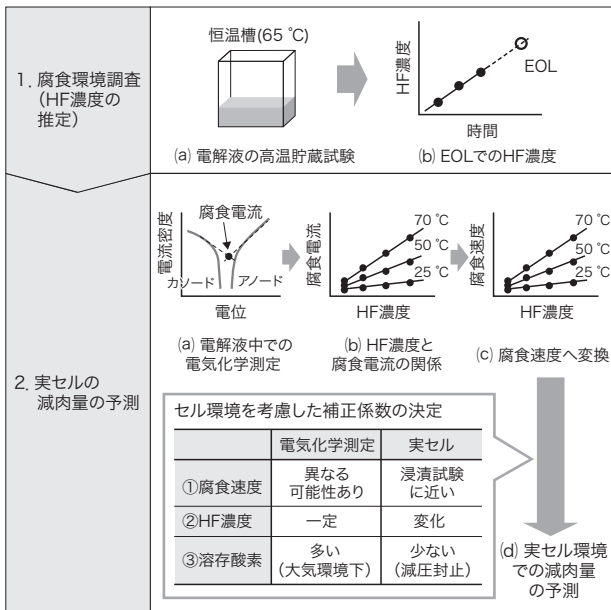 1．腐食環境調査
（HF濃度の
推定）
恒温槽(65 ℃)
(a) 電解液の高温貯蔵試験
HF濃度
EOL
時間
(b) EOLでのHF濃度
2．実セルの
減肉量の予測
電流密度
腐食電流
カソード
アノード
電位
(a) 電解液中での
電気化学測定
腐食電流
70 ℃
50 ℃
25 ℃
HF濃度
(b) HF濃度と
腐食電流の関係
腐食速度
70 ℃
50 ℃
25 ℃
HF濃度
(c) 腐食速度へ変換
セル環境を考慮した補正係数の決定
電気化学測定 実セル
①腐食速度 異なる 浸漬試験
可能性あり に近い
②HF濃度 一定 変化
③溶存酸素 多い 少ない
（大気環境下） （減圧封止）
(d) 実セル環境
での減肉量
の予測